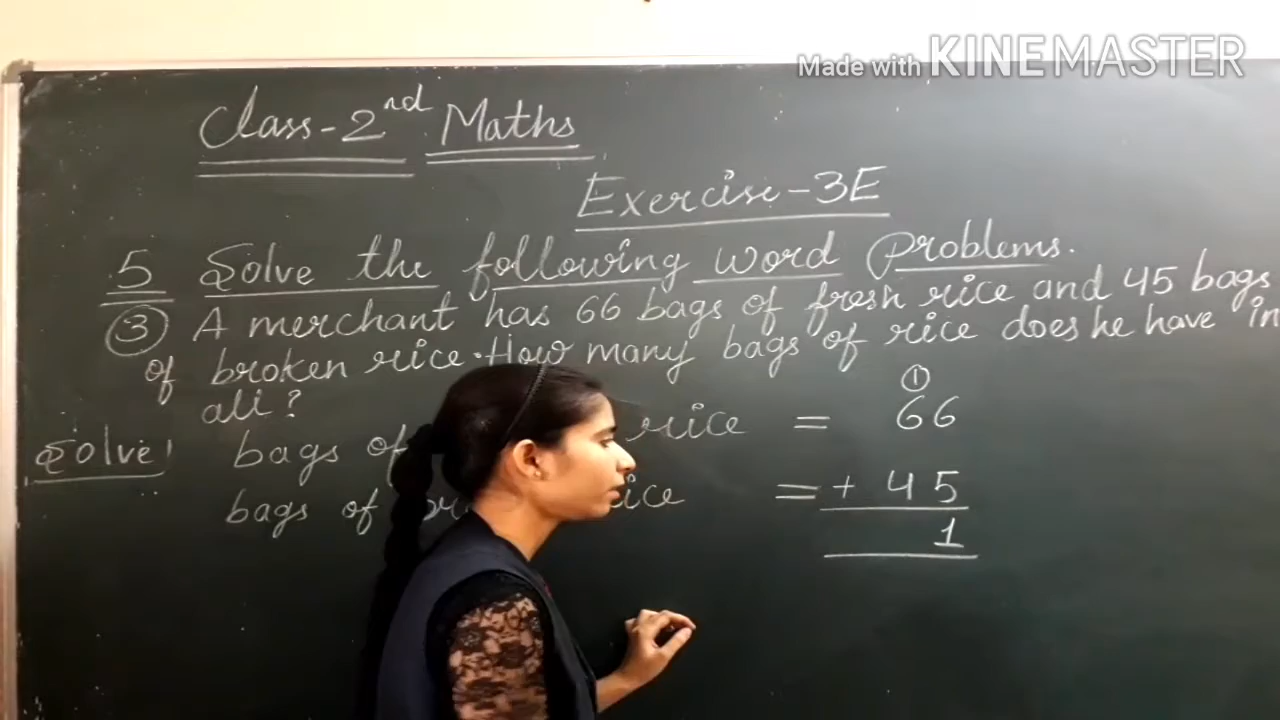 Made with KINEMASTER
Class-2nd Maths
Exercise-3E
5 Solve the following word problems.
③ A merchant has 66 bags of fresh rice and 45 bags
of broken rice. How many bags of rice does he have in
all?
Solve! bags of rice = 66
①
bags of rice = + 45
1